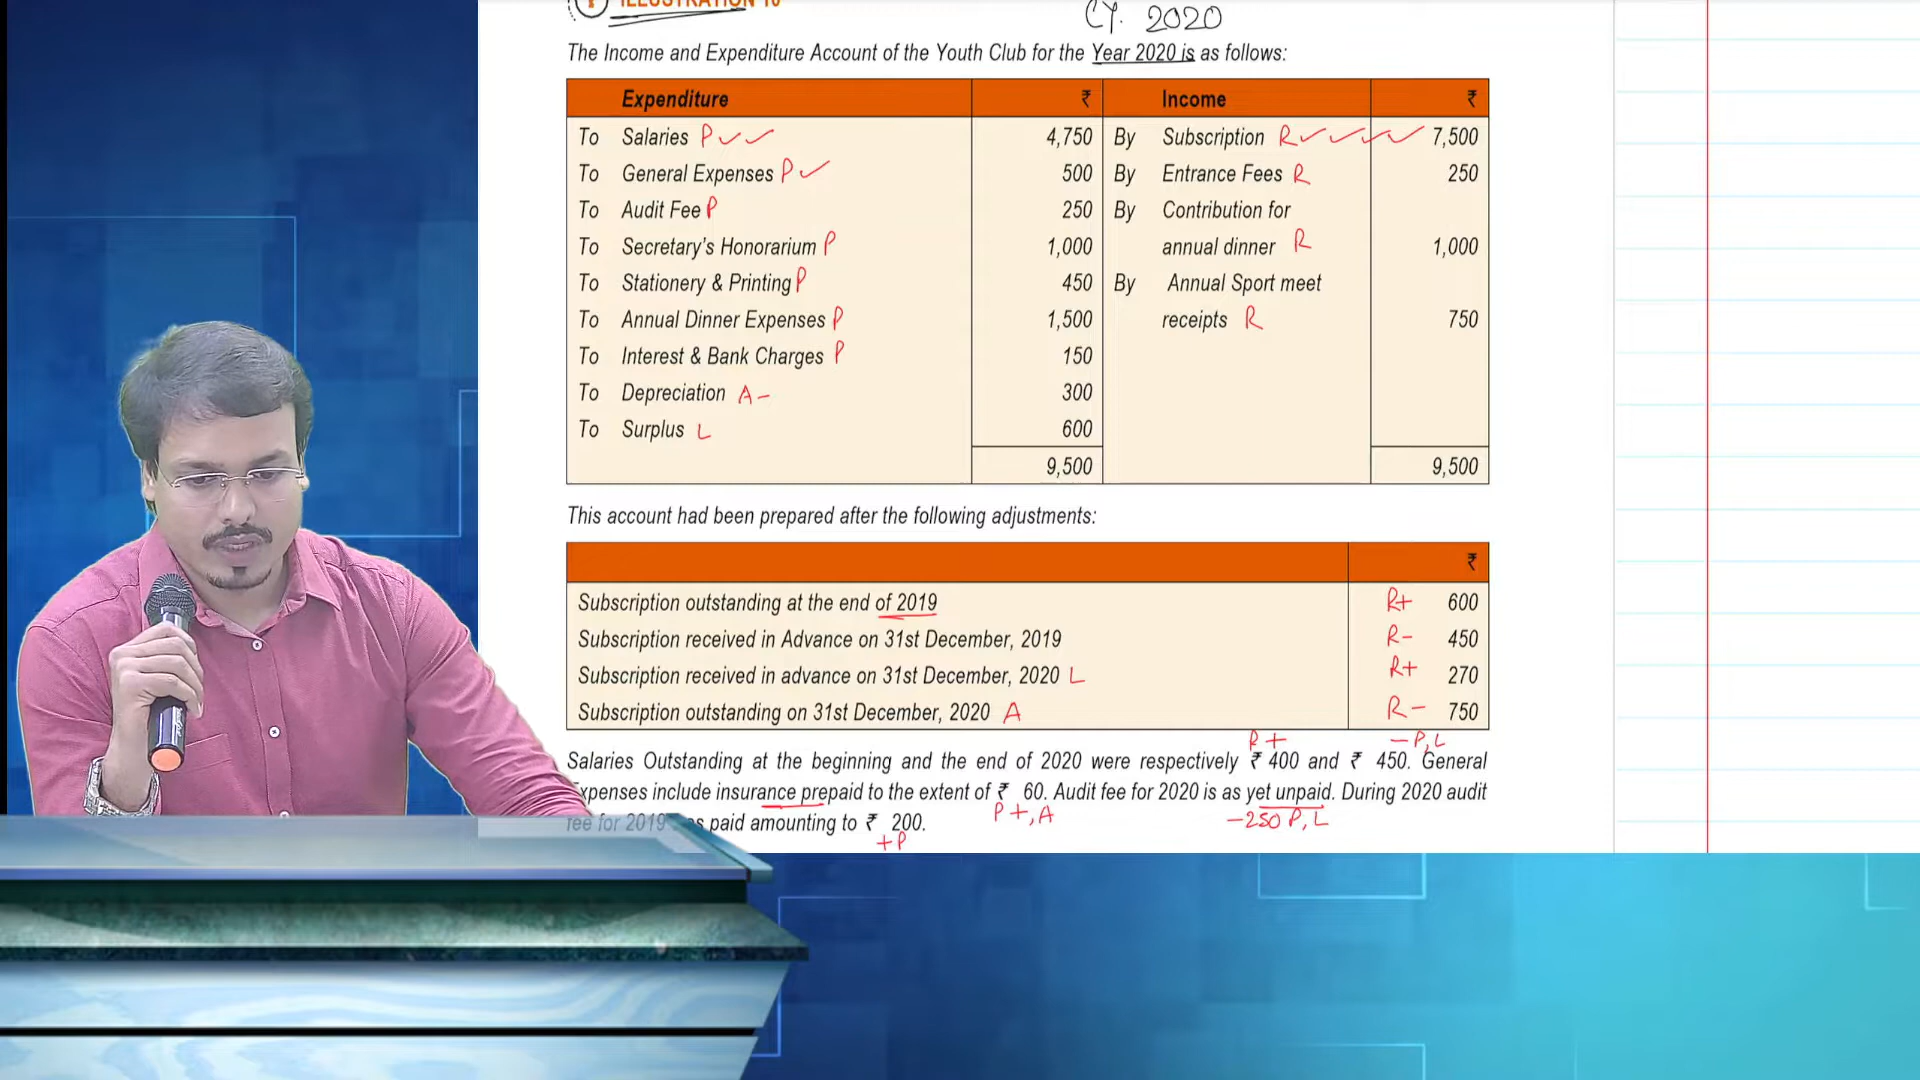 ILLUSTRATION 10
CY. 2020
The Income and Expenditure Account of the Youth Club for the Year 2020 is as follows:
Expenditure ₹ Income ₹
To Salaries P✓✓ 4,750 By Subscription R✓✓✓✓ 7,500
To General Expenses P✓ 500 By Entrance Fees R 250
To Audit Fee P 250 By Contribution for
To Secretary's Honorarium P 1,000 annual dinner R 1,000
To Stationery & Printing P 450 By Annual Sport meet
To Annual Dinner Expenses P 1,500 receipts R 750
To Interest & Bank Charges P 150
To Depreciation A- 300
To Surplus L 600
9,500 9,500
This account had been prepared after the following adjustments:
₹
Subscription outstanding at the end of 2019 R+ 600
Subscription received in Advance on 31st December, 2019 R- 450
Subscription received in advance on 31st December, 2020 L R+ 270
Subscription outstanding on 31st December, 2020 A R- 750
P+ -P,L
Salaries Outstanding at the beginning and the end of 2020 were respectively ₹ 400 and ₹ 450. General
xpenses include insurance prepaid to the extent of ₹ 60. Audit fee for 2020 is as yet unpaid. During 2020 audit
P+,A -250 P,L
fee for 2019 paid amounting to ₹ 200.
+P